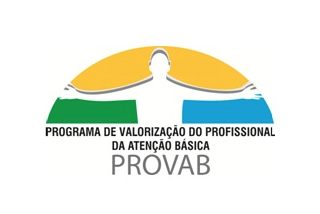 PROGRAMA DE VALORIZAÇÃO DO PROFISSIONAL
DA ATENÇÃO BÁSICA
PROVAB